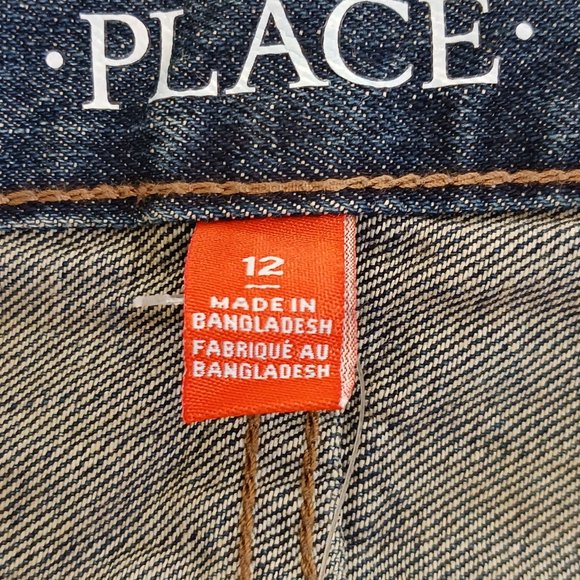 · PLACE ·
12
MADE IN
BANGLADESH
FABRIQUÉ AU
BANGLADESH